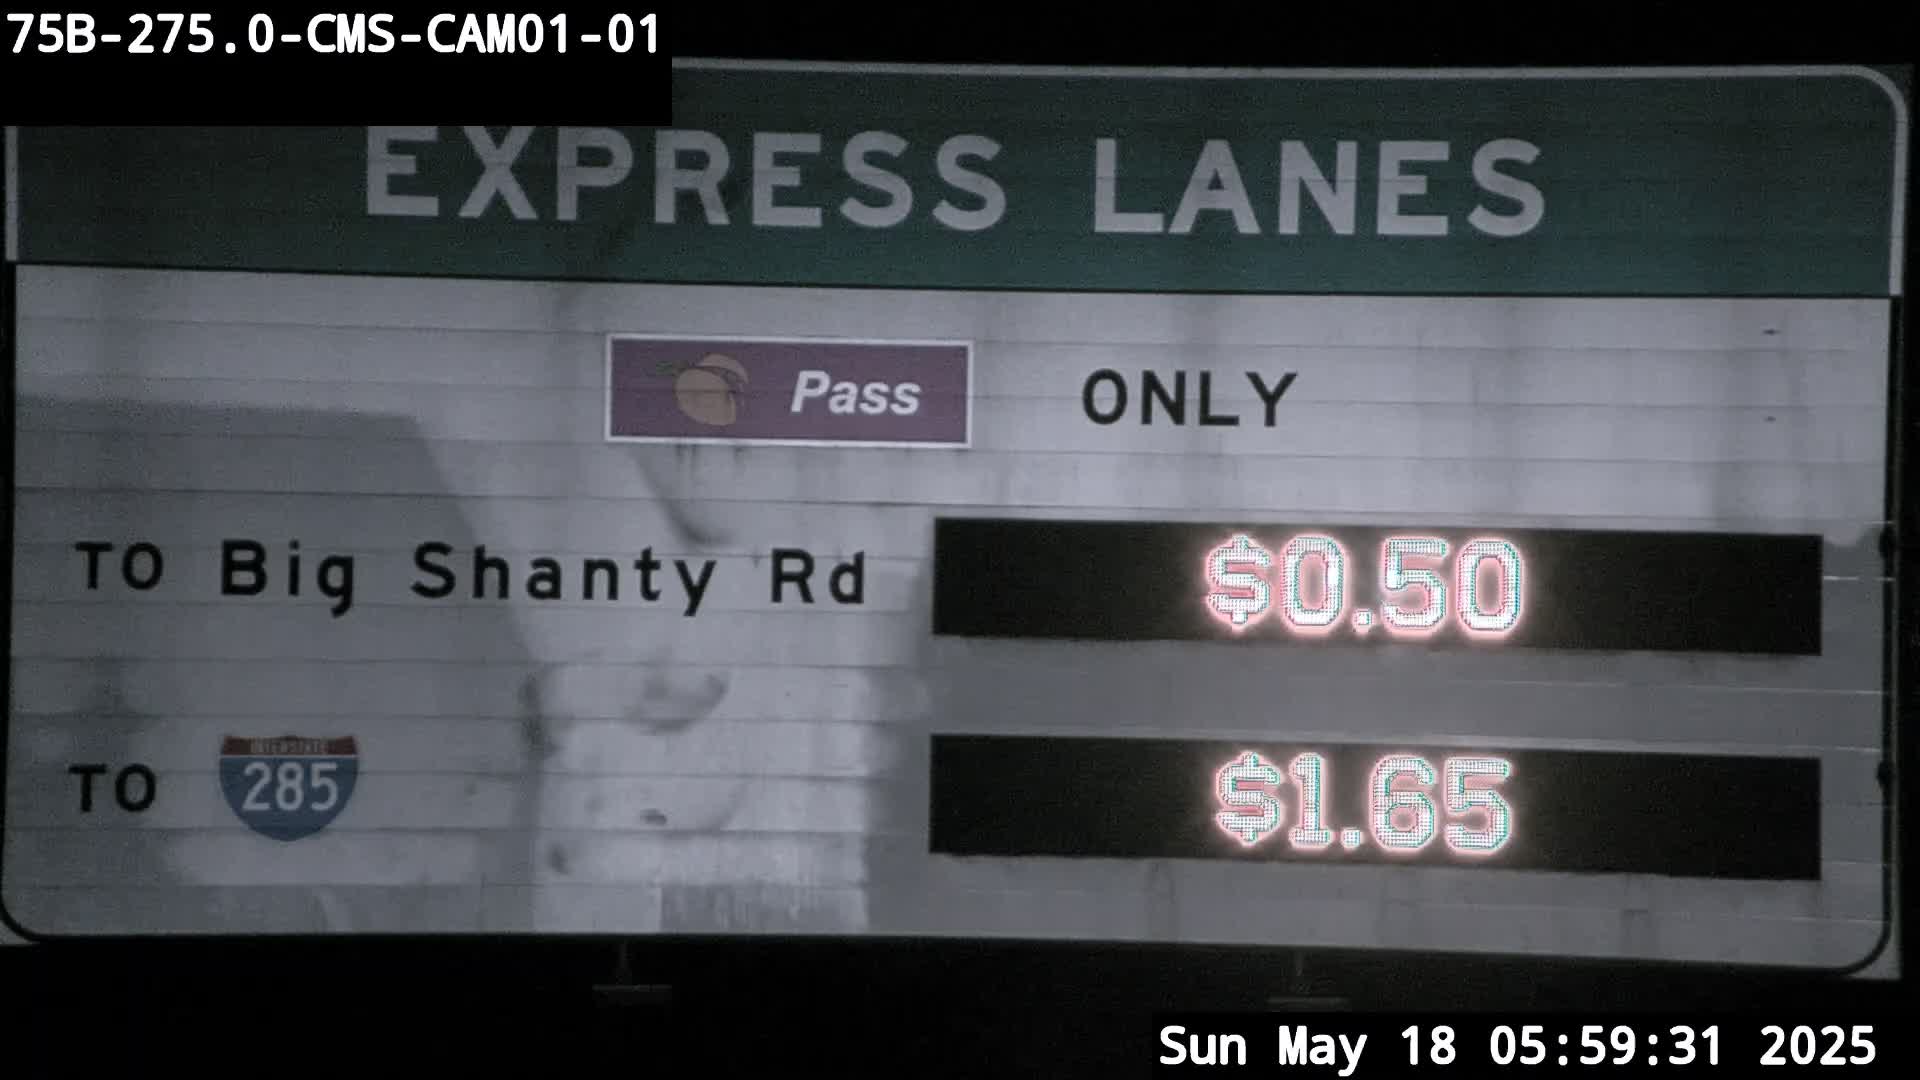 75B-275.0-CMS-CAM01-01
EXPRESS LANES
Pass ONLY
TO Big Shanty Rd $0.50
INTERSTATE
TO 285 $1.65
Sun May 18 05:59:31 2025